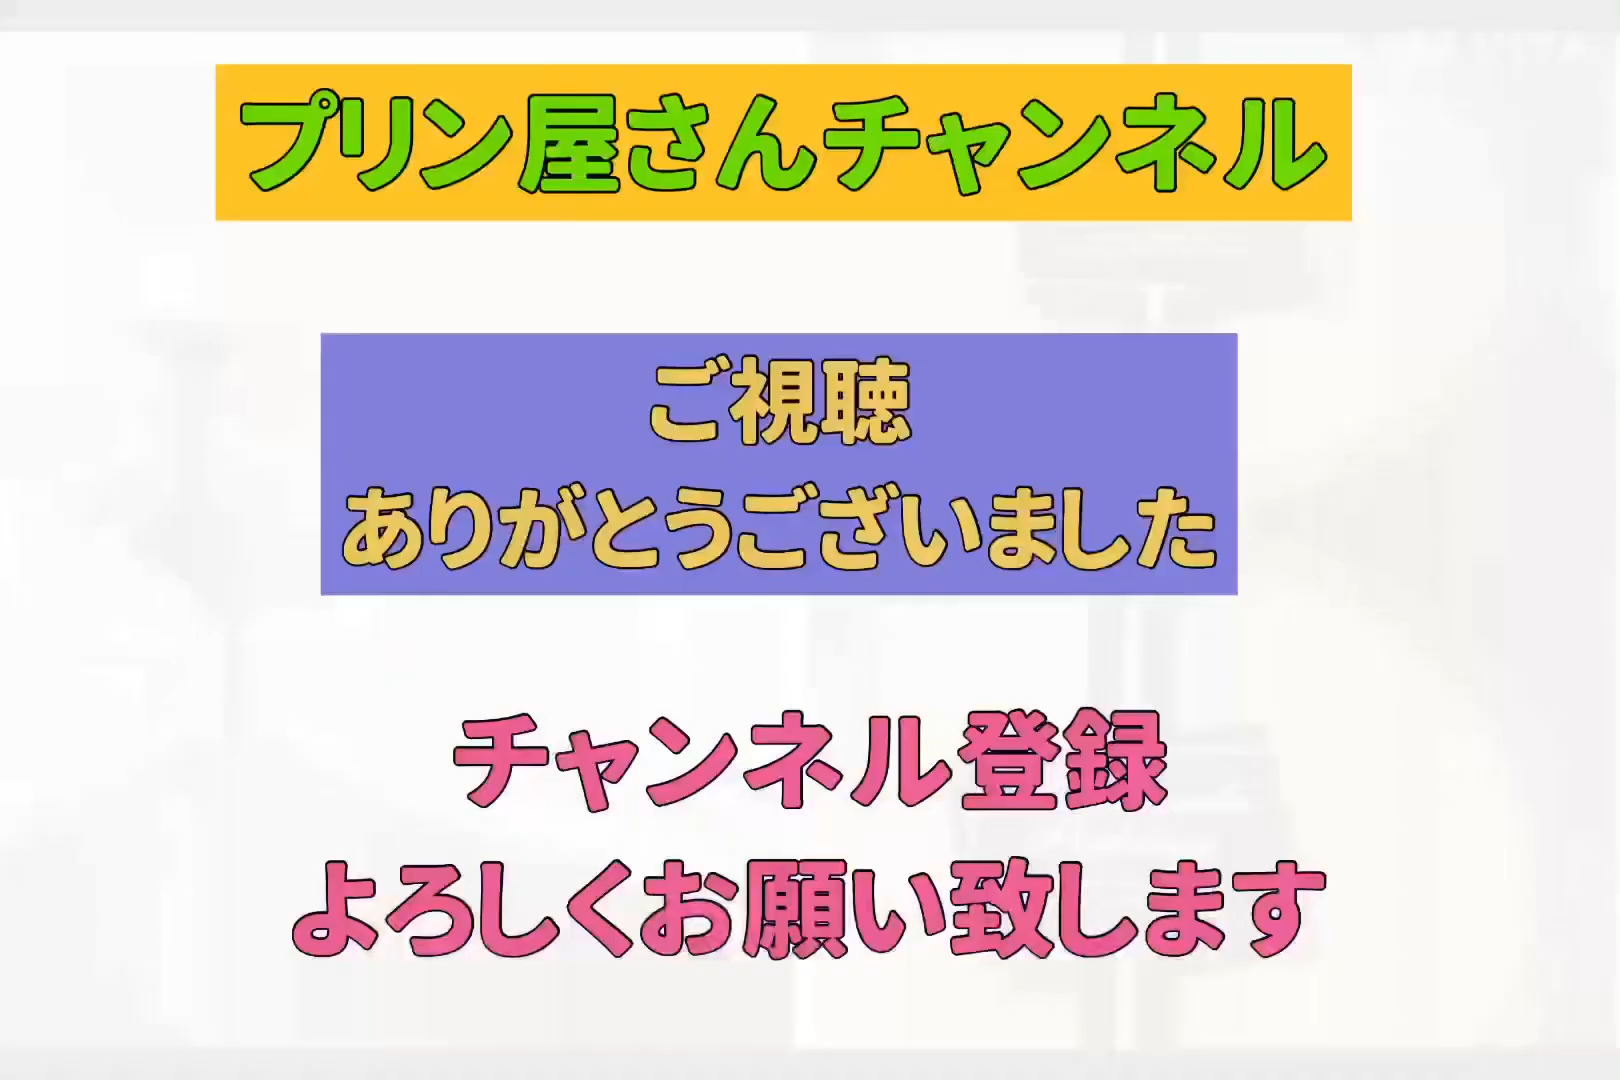 プリン屋さんチャンネル
ご視聴
ありがとうございました
チャンネル登録
よろしくお願い致します